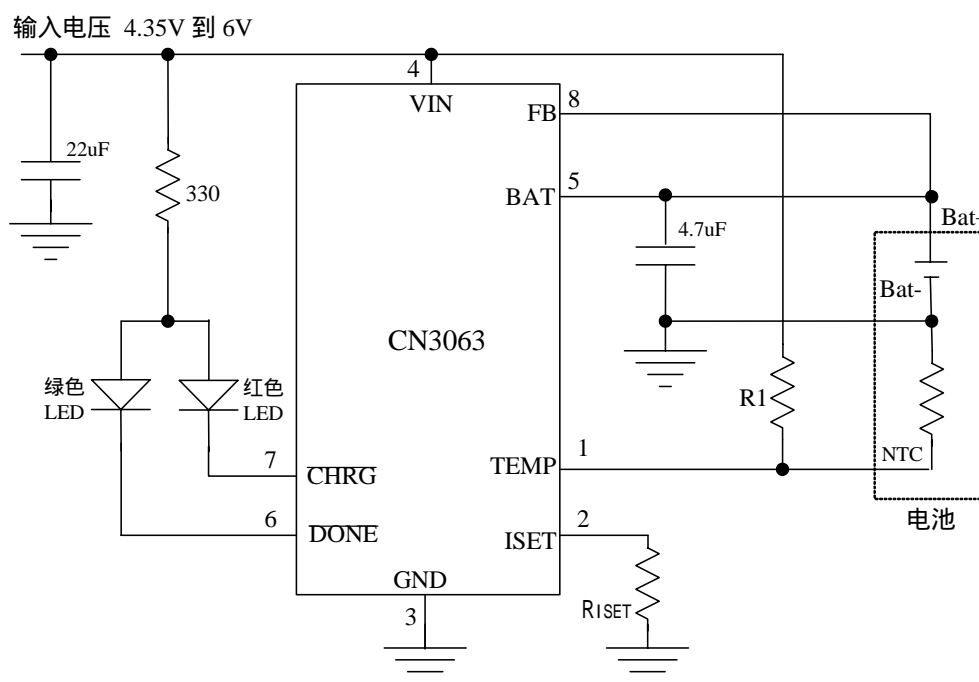 输入电压 4.35V 到 6V
4
VIN
8
FB
22uF
330
5
BAT
Bat-
4.7uF
Bat-
CN3063
绿色
LED
红色
LED
R1
1
TEMP
NTC
7
CHRG
电池
6
DONE
2
ISET
GND
3
RISET